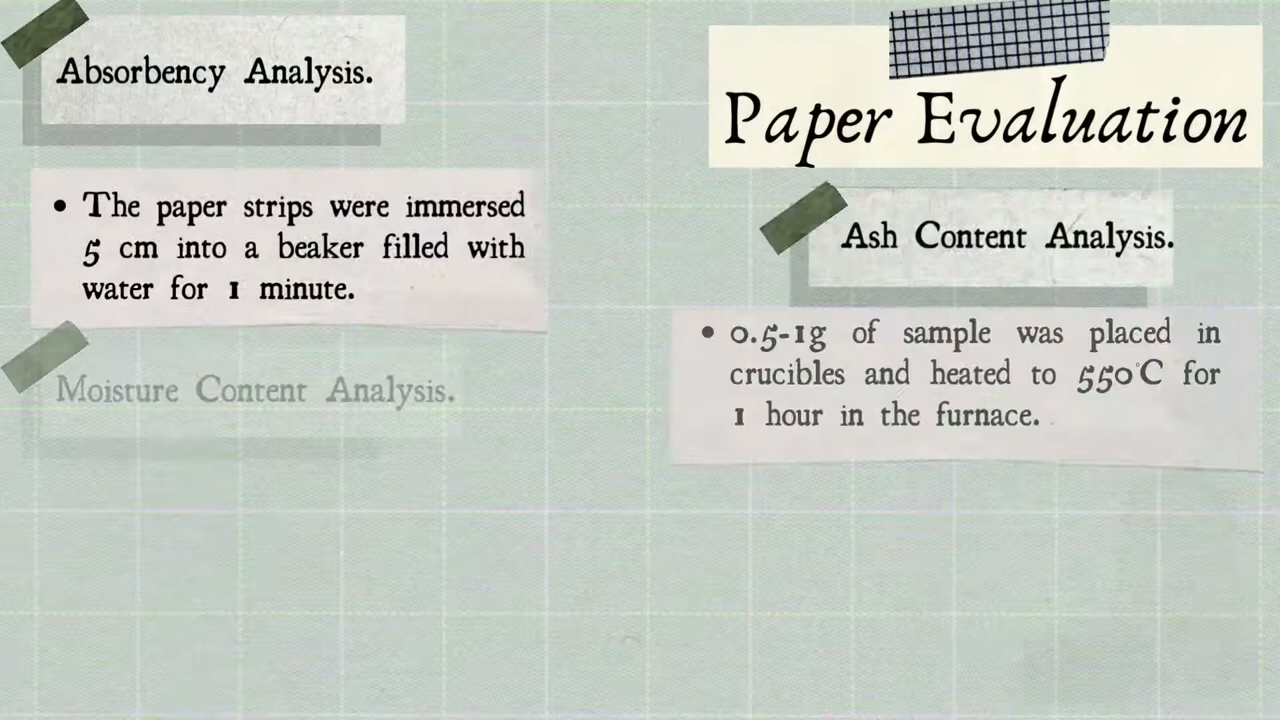 Absorbency Analysis.
• The paper strips were immersed
5 cm into a beaker filled with
water for 1 minute.
Moisture Content Analysis.
Paper Evaluation
Ash Content Analysis.
• 0.5-1g of sample was placed in
crucibles and heated to 550°C for
1 hour in the furnace.